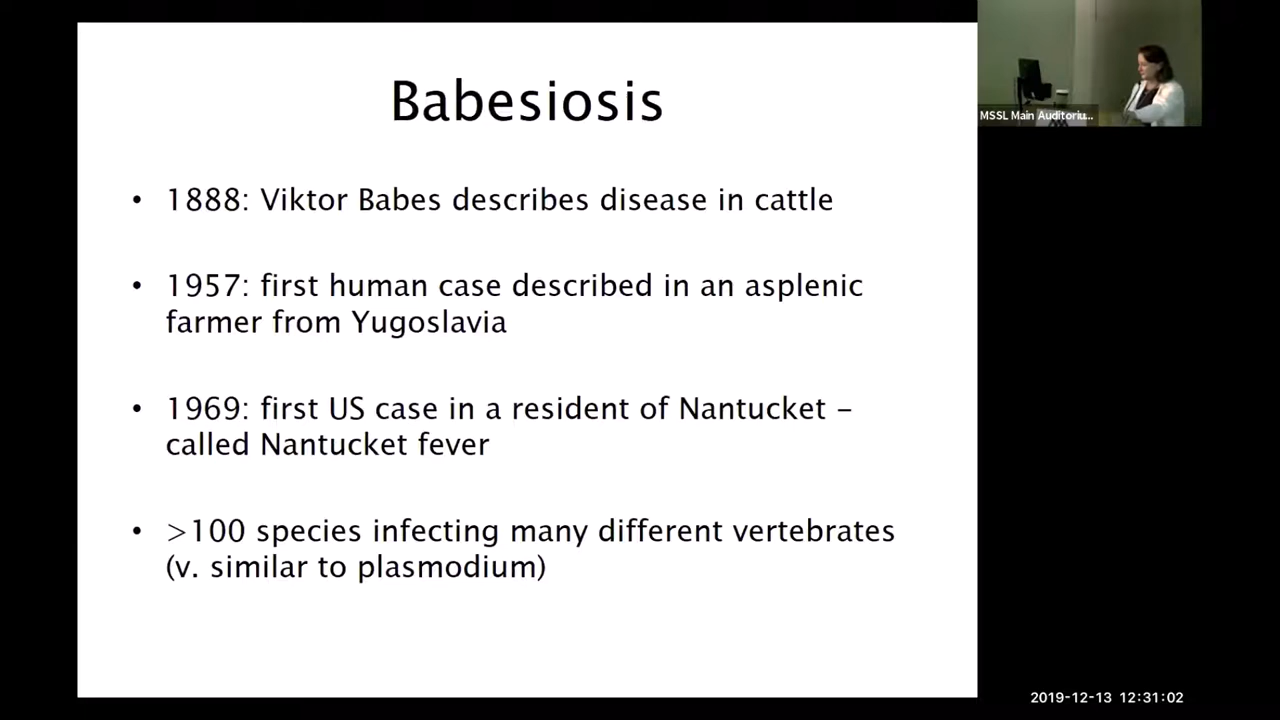 Babesiosis
• 1888: Viktor Babes describes disease in cattle
• 1957: first human case described in an asplenic
farmer from Yugoslavia
• 1969: first US case in a resident of Nantucket –
called Nantucket fever
• >100 species infecting many different vertebrates
(v. similar to plasmodium)
MSSL Main Auditoriu...
2019-12-13 12:31:02